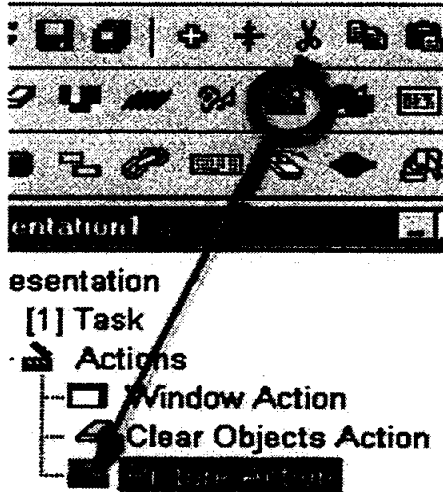 entation1
esentation
[1] Task
Actions
Window Action
Clear Objects Action